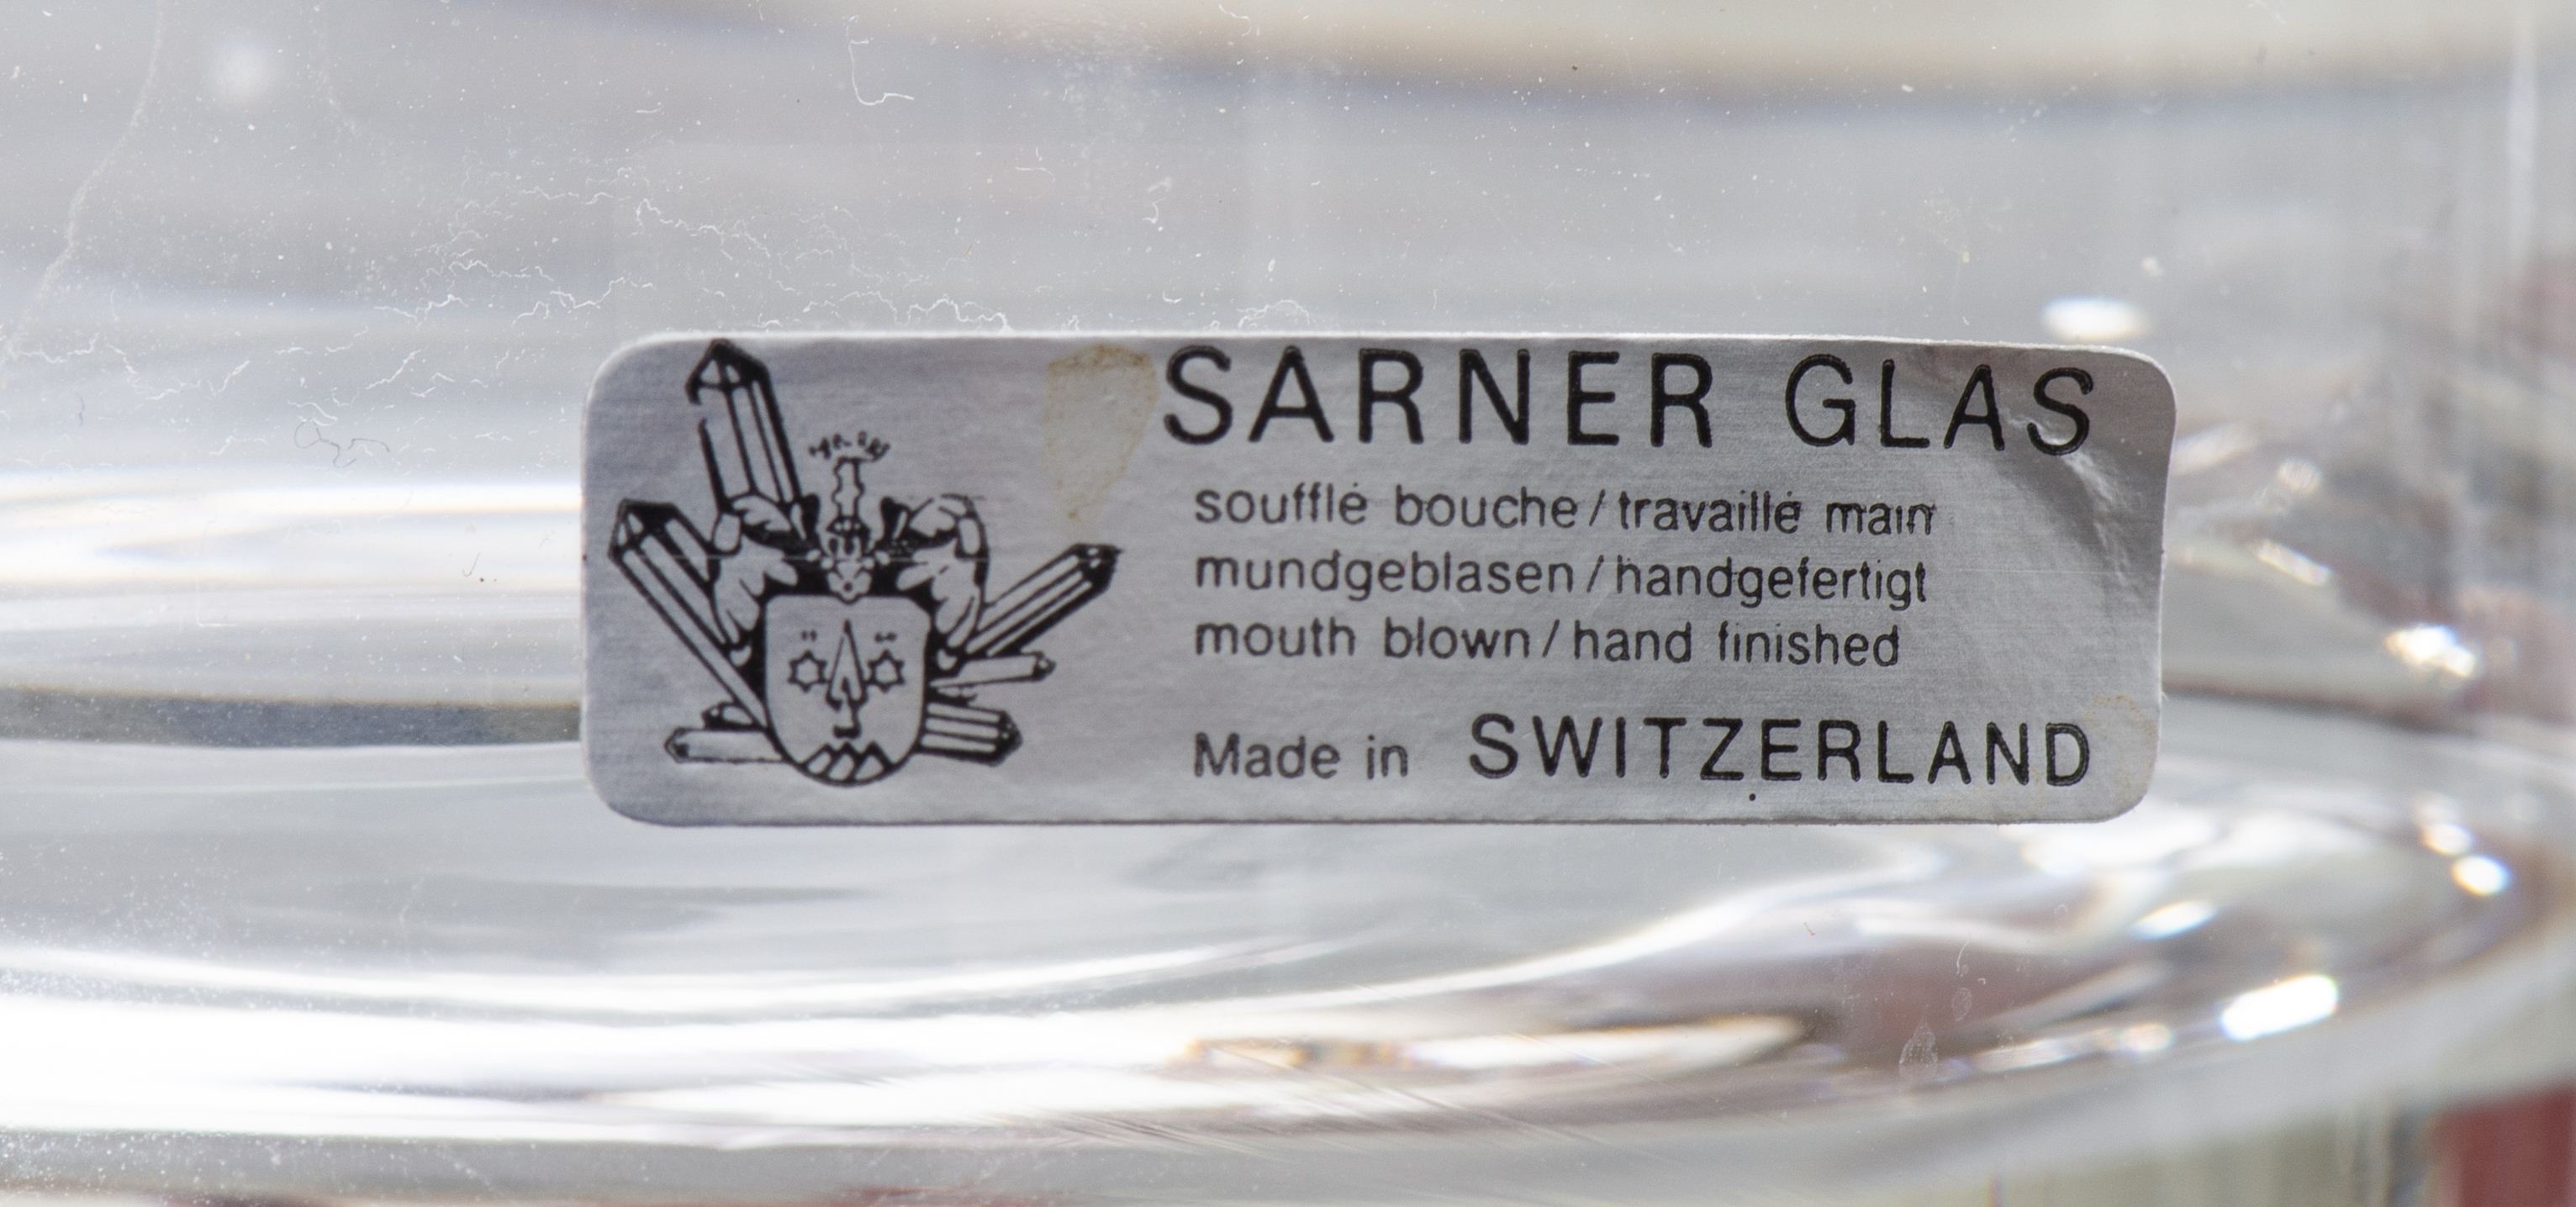 SARNER GLAS
soufflé bouche/travaillé main
mundgeblasen/handgefertigt
mouth blown/hand finished
Made in SWITZERLAND